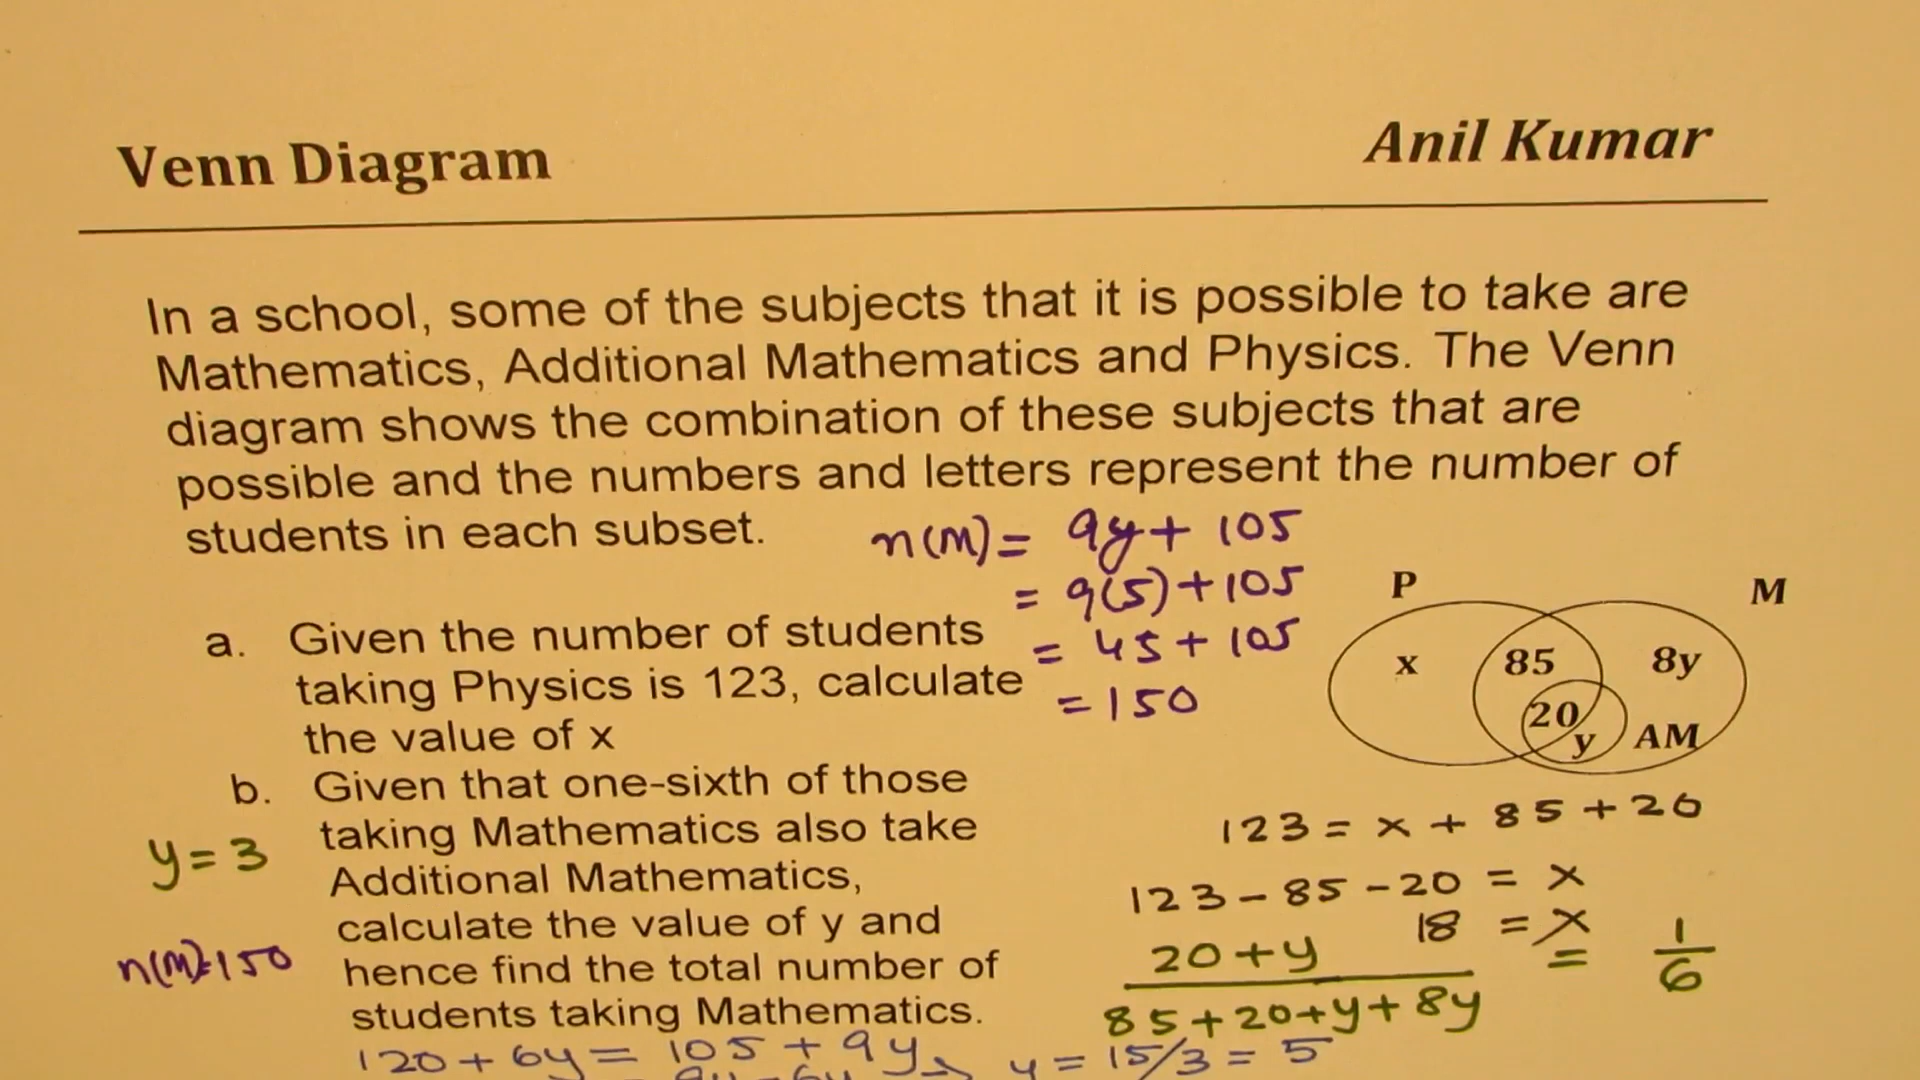 Venn Diagram
Anil Kumar
In a school, some of the subjects that it is possible to take are
Mathematics, Additional Mathematics and Physics. The Venn
diagram shows the combination of these subjects that are
possible and the numbers and letters represent the number of
students in each subset.
n(M) = 9y + 105
= 9(5) + 105
= 45 + 105
= 150
a. Given the number of students
taking Physics is 123, calculate
the value of x
b. Given that one-sixth of those
taking Mathematics also take
Additional Mathematics,
calculate the value of y and
hence find the total number of
students taking Mathematics.
y = 3
n(M) = 150
P
M
x
85
8y
20
y
AM
123 = x + 85 + 20
123 - 85 - 20 = x
18 = x
20 + y
85 + 20 + y + 8y
= 1/6
120 + 6y = 105 + 9y
y = 15/3 = 5